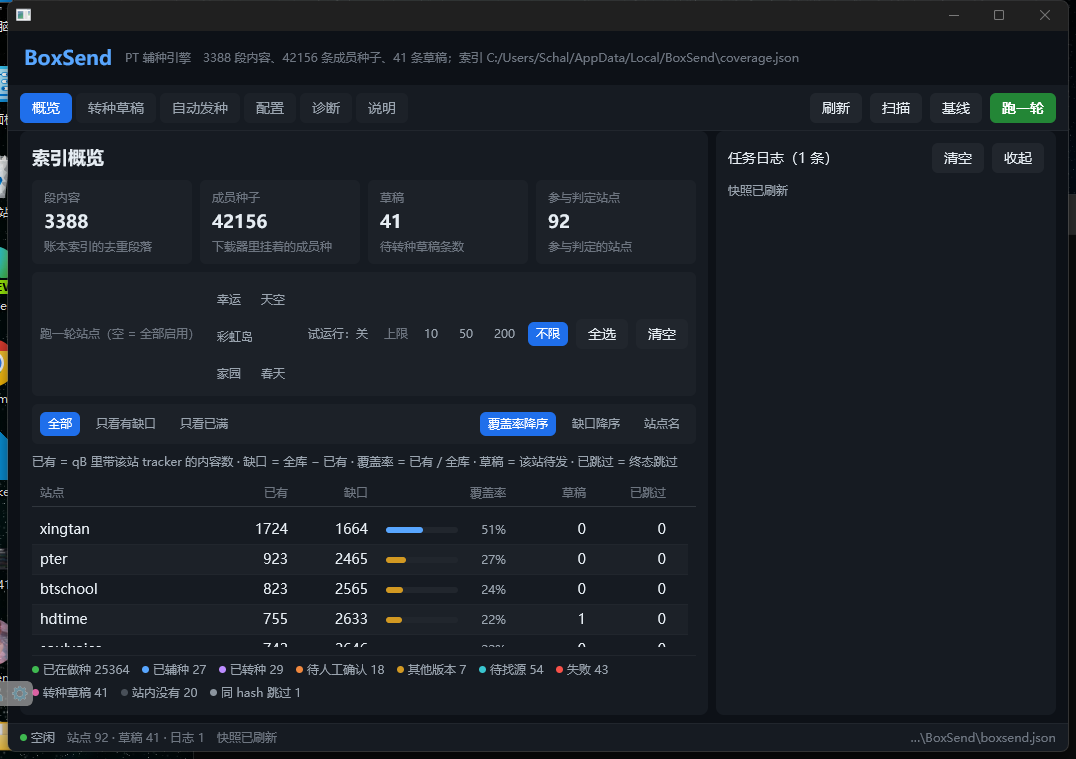 BoxSend PT 辅种引擎 3388 段内容、42156 条成员种子、41 条草稿；索引 C:/Users/Schal/AppData/Local/BoxSend\coverage.json
概览 转种草稿 自动发种 配置 诊断 说明 刷新 扫描 基线 跑一轮
索引概览
段内容 成员种子 草稿 参与判定站点
3388 42156 41 92
账本索引的去重段落 下载器里挂着的成员种 待转种草稿条数 参与判定的站点
幸运 天空
跑一轮站点（空 = 全部启用） 彩虹岛 试运行：关 上限 10 50 200 不限 全选 清空
家园 春天
全部 只看有缺口 只看已满 覆盖率降序 缺口降序 站点名
已有 = qB 里带该站 tracker 的内容数 · 缺口 = 全库 − 已有 · 覆盖率 = 已有 / 全库 · 草稿 = 该站待发 · 已跳过 = 终态跳过
站点 已有 缺口 覆盖率 草稿 已跳过
xingtan 1724 1664 51% 0 0
pter 923 2465 27% 0 0
btschool 823 2565 24% 0 0
hdtime 755 2633 22% 1 0
已在做种 25364 已辅种 27 已转种 29 待人工确认 18 其他版本 7 待找源 54 失败 43
转种草稿 41 站内没有 20 同 hash 跳过 1
任务日志（1 条） 清空 收起
快照已刷新
空闲 站点 92 · 草稿 41 · 日志 1 快照已刷新 ...\BoxSend\boxsend.json